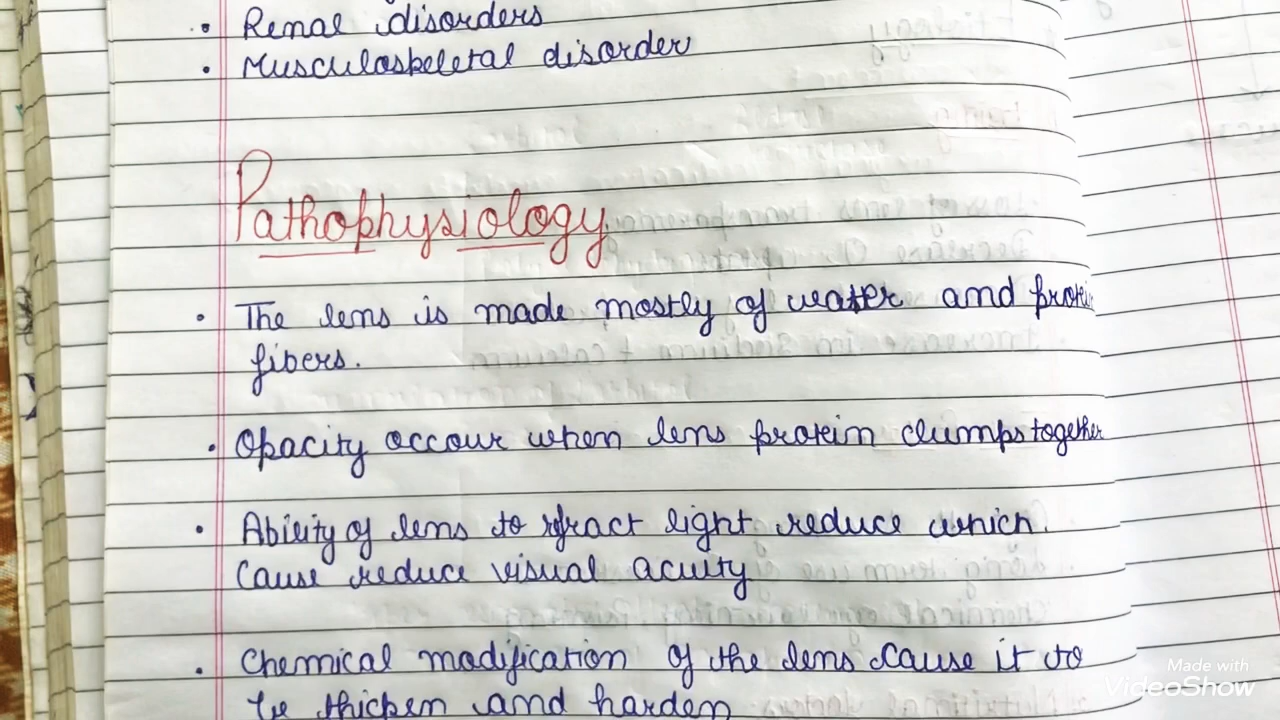 • Renal disorders
• Musculoskeletal disorder
Pathophysiology
• The lens is made mostly of water and protein
fibers.
• Opacity occour when lens protein clumps together
• Ability of lens to refract light reduce which
Cause reduce visual acuity
• Chemical modification of the lens cause it to
be thicken and harden
Made with
VideoShow